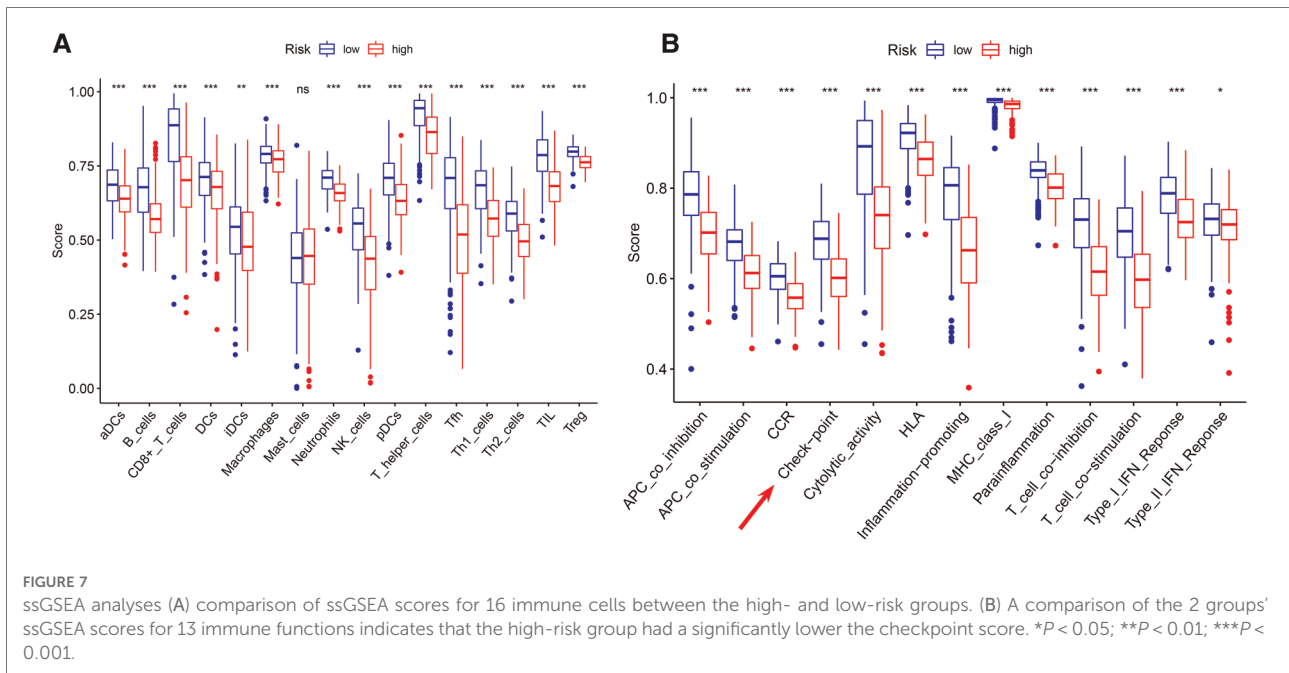 A
B
Risk low high
Risk low high
*** *** *** *** ** *** ns *** *** *** *** *** *** *** *** ***
*** *** *** *** *** *** *** *** *** *** *** *** *
Score
1.00
0.75
0.50
0.25
0.00
aDCs
B_cells
CD8+_T_cells
DCs
iDCs
Macrophages
Mast_cells
Neutrophils
NK_cells
pDCs
T_helper_cells
Tfh
Th1_cells
Th2_cells
TIL
Treg
Score
1.0
0.8
0.6
0.4
APC_co_inhibition
APC_co_stimulation
CCR
Check-point
Cytolytic_activity
HLA
Inflammation-promoting
MHC_class_I
Parainflammation
T_cell_co-inhibition
T_cell_co-stimulation
Type_I_IFN_Reponse
Type_II_IFN_Reponse
FIGURE 7
ssGSEA analyses (A) comparison of ssGSEA scores for 16 immune cells between the high- and low-risk groups. (B) A comparison of the 2 groups'
ssGSEA scores for 13 immune functions indicates that the high-risk group had a significantly lower the checkpoint score. *P < 0.05; **P < 0.01; ***P <
0.001.